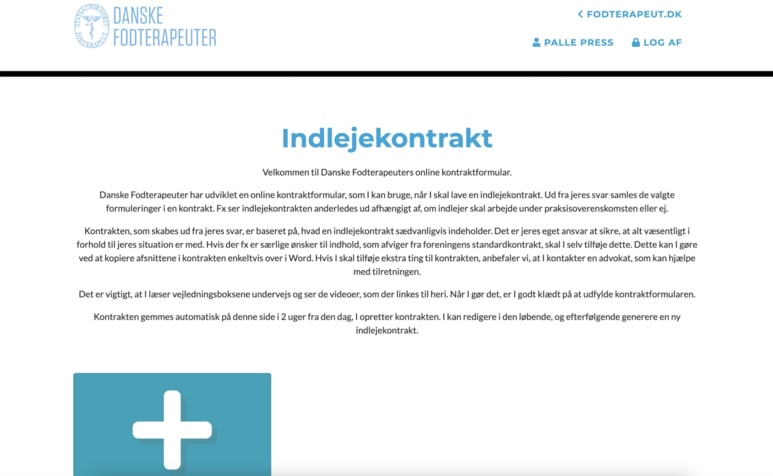 DANSKE
FODTERAPEUTER
FODTERAPEUT.DK
PALLE PRESS
LOG AF
Indlejekontrakt
Velkommen til Danske Fodterapeuters online kontraktformular.
Danske Fodterapeuter har udviklet en online kontraktformular, som I kan bruge, når I skal lave en indlejekontrakt. Ud fra jeres svar samles de valgte
formuleringer i en kontrakt. Fx ser indlejekontrakten anderledes ud afhængigt af, om indlejer skal arbejde under praksisoverenskomsten eller ej.
Kontrakten, som skabes ud fra jeres svar, er baseret på, hvad en indlejekontrakt sædvanligvis indeholder. Det er jeres eget ansvar at sikre, at alt væsentligt i
forhold til jeres situation er med. Hvis der fx er særlige ønsker til indhold, som afviger fra foreningens standardkontrakt, skal I selv tilføje dette. Dette kan I gøre
ved at kopiere afsnittene i kontrakten enkeltvis over i Word. Hvis I skal tilføje ekstra ting til kontrakten, anbefaler vi, at I kontakter en advokat, som kan hjælpe
med tilretningen.
Det er vigtigt, at I læser vejledningsboksene undervejs og ser de videoer, som der linkes til heri. Når I gør det, er I godt klædt på at udfylde kontraktformularen.
Kontrakten gemmes automatisk på denne side i 2 uger fra den dag, I opretter kontrakten. I kan redigere i den løbende, og efterfølgende generere en ny
indlejekontrakt.